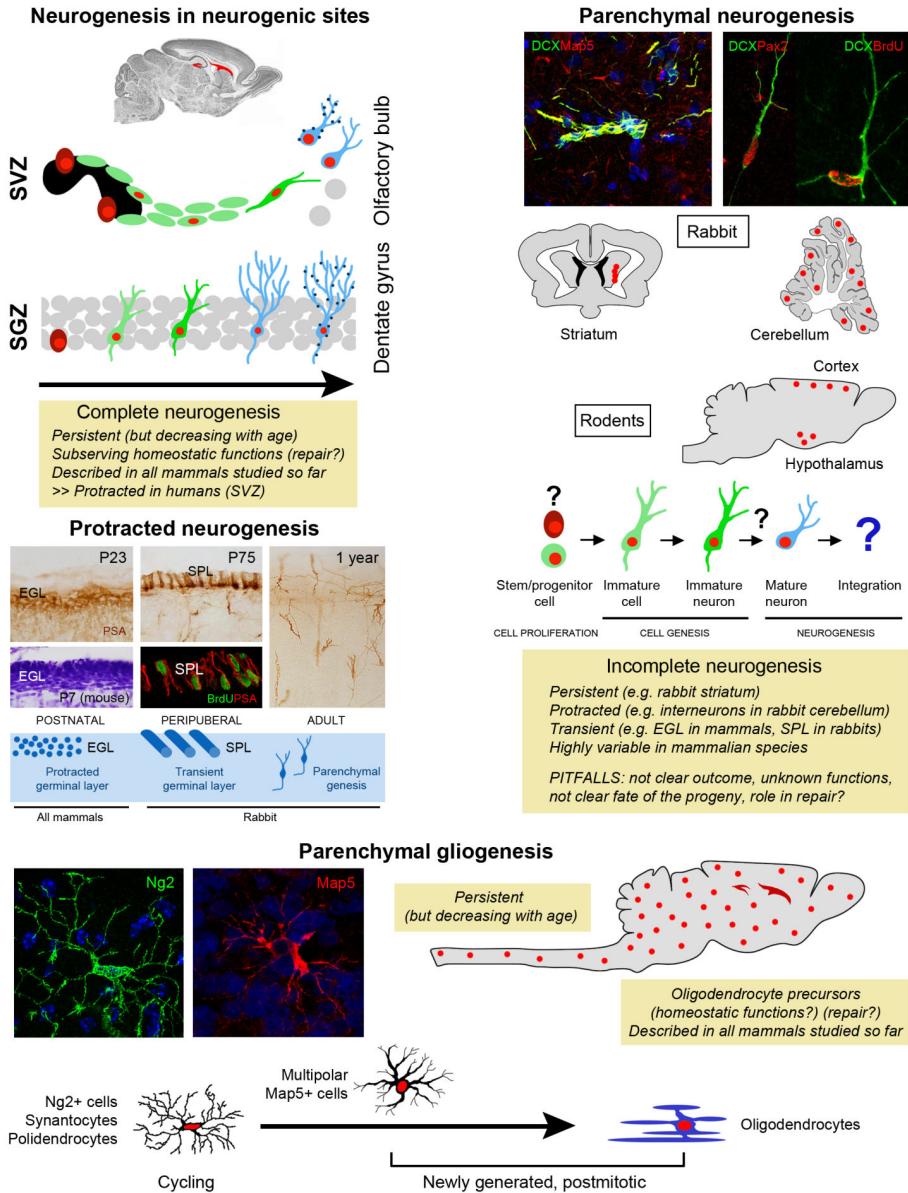 Neurogenesis in neurogenic sites
SVZ
Olfactory bulb
SGZ
Dentate gyrus
Complete neurogenesis
Persistent (but decreasing with age)
Subserving homeostatic functions (repair?)
Described in all mammals studied so far
>> Protracted in humans (SVZ)
Protracted neurogenesis
P23
EGL
PSA
P75
SPL
1 year
EGL
P7 (mouse)
SPL
BrdUPSA
POSTNATAL
PERIPUBERAL
ADULT
EGL
SPL
Protracted
germinal layer
Transient
germinal layer
Parenchymal
genesis
All mammals
Rabbit
Parenchymal neurogenesis
DCXMap5
DCXPax2
DCXBrdU
Rabbit
Striatum
Cerebellum
Cortex
Rodents
Hypothalamus
?
?
?
Stem/progenitor
cell
Immature
cell
Immature
neuron
Mature
neuron
Integration
CELL PROLIFERATION
CELL GENESIS
NEUROGENESIS
Incomplete neurogenesis
Persistent (e.g. rabbit striatum)
Protracted (e.g. interneurons in rabbit cerebellum)
Transient (e.g. EGL in mammals, SPL in rabbits)
Highly variable in mammalian species
PITFALLS: not clear outcome, unknown functions,
not clear fate of the progeny, role in repair?
Parenchymal gliogenesis
Ng2
Map5
Persistent
(but decreasing with age)
Oligodendrocyte precursors
(homeostatic functions?) (repair?)
Described in all mammals studied so far
Ng2+ cells
Synantocytes
Polidendrocytes
Multipolar
Map5+ cells
Oligodendrocytes
Cycling
Newly generated, postmitotic